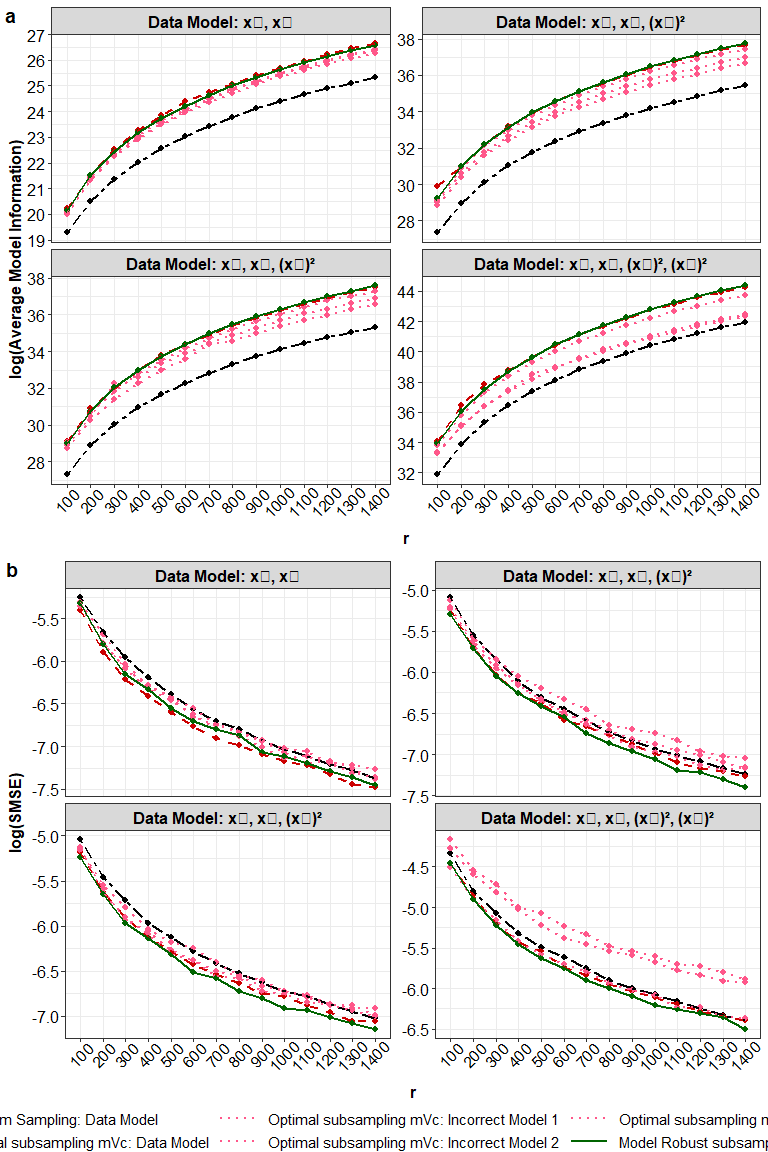 a
Data Model: x▯, x▯
Data Model: x▯, x▯, (x▯)²
27
26
25
24
23
22
21
20
19
38
36
34
32
30
28
log(Average Model Information)
Data Model: x▯, x▯, (x▯)²
Data Model: x▯, x▯, (x▯)², (x▯)²
38
36
34
32
30
28
44
42
40
38
36
34
32
100 200 300 400 500 600 700 800 900 1000 1100 1200 1300 1400
100 200 300 400 500 600 700 800 900 1000 1100 1200 1300 1400
r
b
Data Model: x▯, x▯
Data Model: x▯, x▯, (x▯)²
-5.5
-6.0
-6.5
-7.0
-7.5
-5.0
-5.5
-6.0
-6.5
-7.0
-7.5
log(SMSE)
Data Model: x▯, x▯, (x▯)²
Data Model: x▯, x▯, (x▯)², (x▯)²
-5.0
-5.5
-6.0
-6.5
-7.0
-4.5
-5.0
-5.5
-6.0
-6.5
100 200 300 400 500 600 700 800 900 1000 1100 1200 1300 1400
100 200 300 400 500 600 700 800 900 1000 1100 1200 1300 1400
r
m Sampling: Data Model
Optimal subsampling mVc: Incorrect Model 1
Optimal subsampling m
al subsampling mVc: Data Model
Optimal subsampling mVc: Incorrect Model 2
Model Robust subsamp